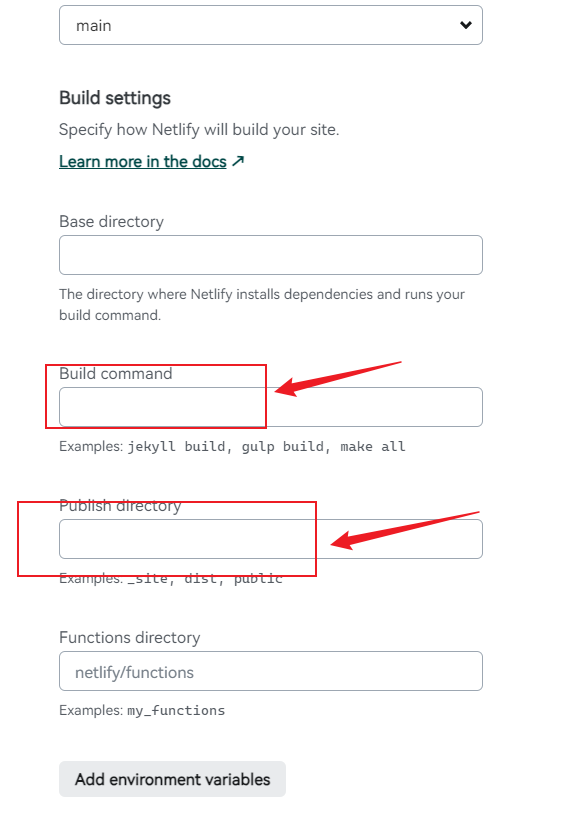 main
Build settings
Specify how Netlify will build your site.
Learn more in the docs ↗
Base directory
The directory where Netlify installs dependencies and runs your
build command.
Build command
Examples: jekyll build, gulp build, make all
Publish directory
Examples: _site, dist, public
Functions directory
netlify/functions
Examples: my_functions
Add environment variables